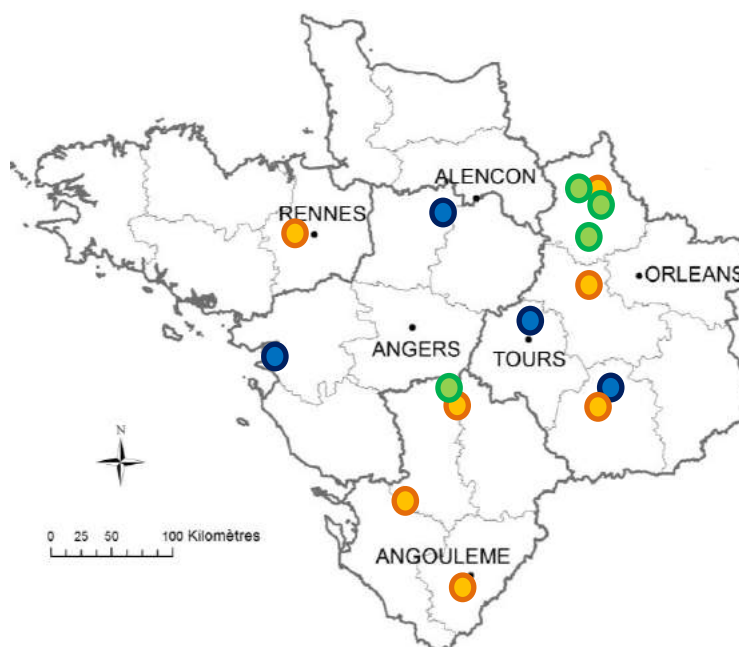 ALENCON
RENNES
ORLEANS
ANGERS
TOURS
N
0 25 50 100 Kilomètres
ANGOULEME